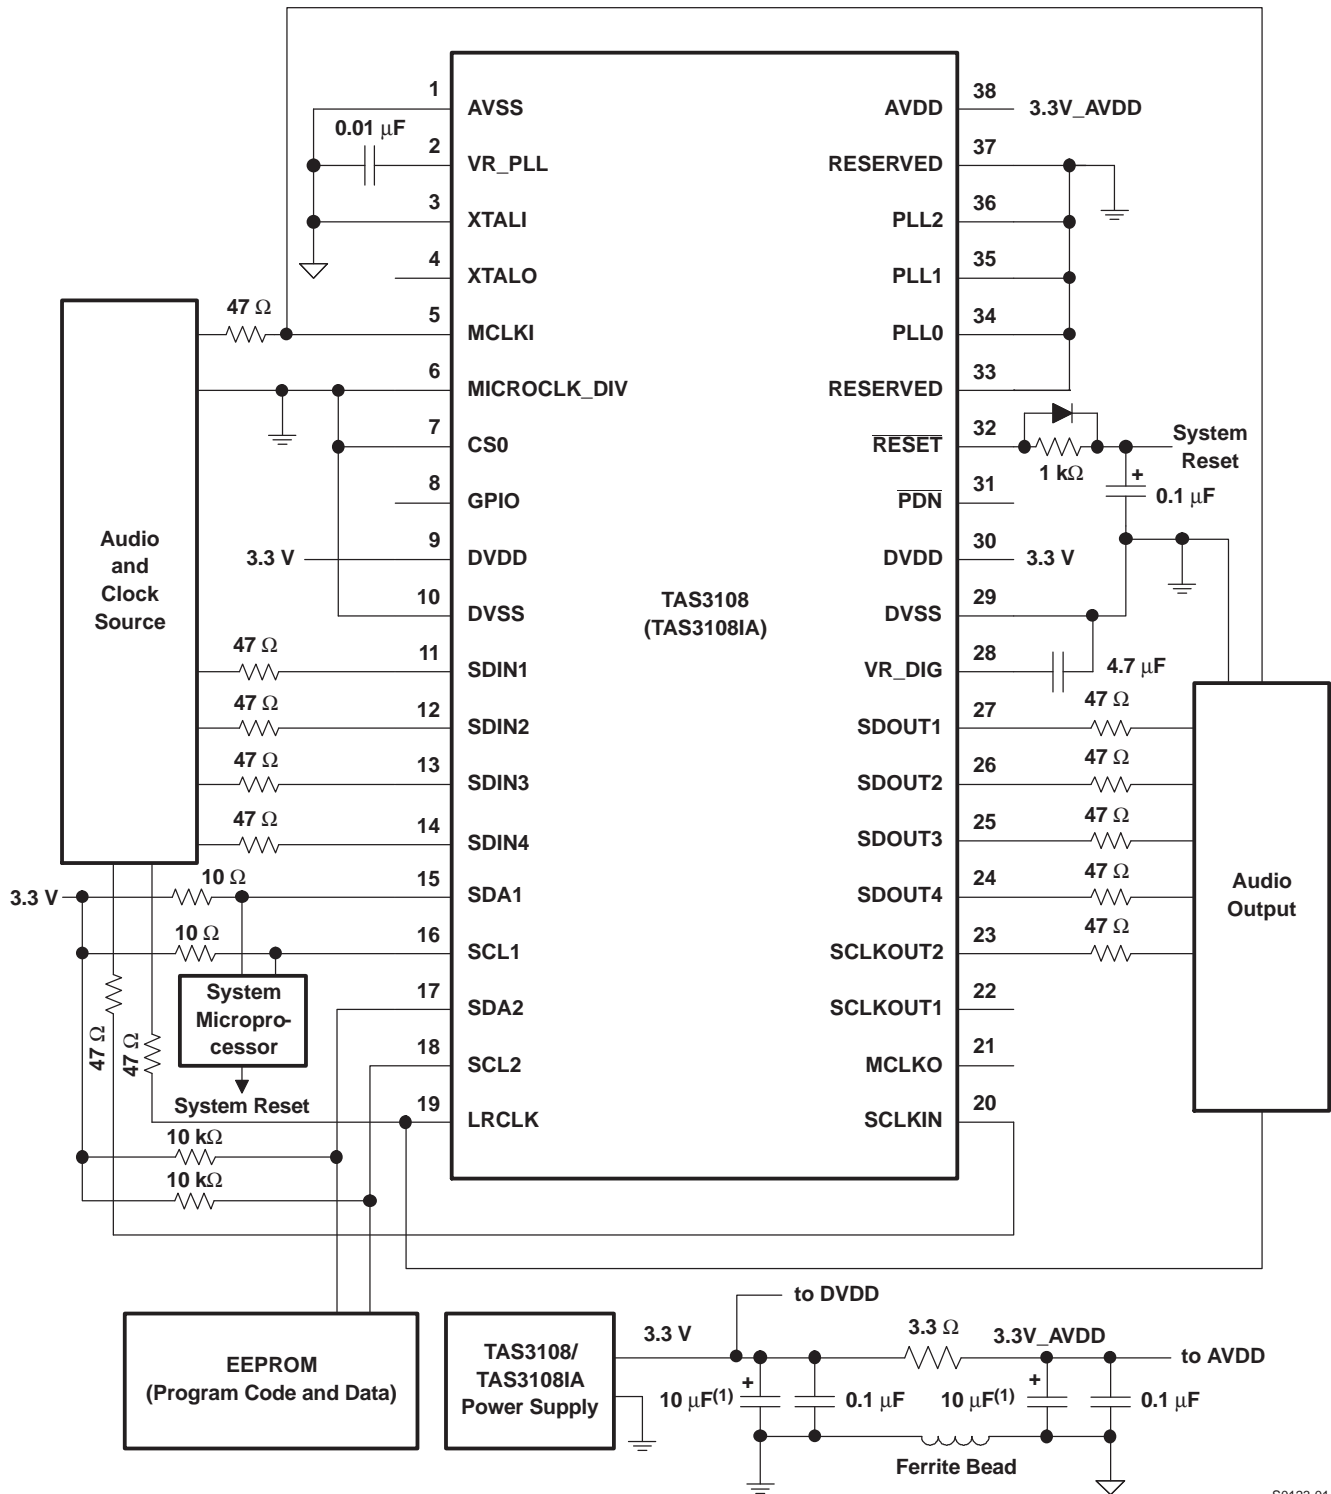 1
AVSS
0.01 μF
2
VR_PLL
3
XTALI
4
XTALO
47 Ω
5
MCLKI
6
MICROCLK_DIV
7
CS0
8
GPIO
3.3 V
9
DVDD
10
DVSS
47 Ω
11
SDIN1
47 Ω
12
SDIN2
47 Ω
13
SDIN3
47 Ω
14
SDIN4
3.3 V
10 Ω
15
SDA1
10 Ω
16
SCL1
17
SDA2
18
SCL2
19
LRCLK
Audio
and
Clock
Source
System
Micropro-
cessor
System Reset
47 Ω
47 Ω
10 kΩ
10 kΩ
TAS3108
(TAS3108IA)
AVDD
38
3.3V_AVDD
RESERVED
37
PLL2
36
PLL1
35
PLL0
34
RESERVED
33
RESET
32
1 kΩ
System
Reset
+
0.1 μF
PDN
31
DVDD
30
3.3 V
DVSS
29
VR_DIG
28
4.7 μF
SDOUT1
27
47 Ω
SDOUT2
26
47 Ω
SDOUT3
25
47 Ω
SDOUT4
24
47 Ω
SCLKOUT2
23
47 Ω
SCLKOUT1
22
MCLKO
21
SCLKIN
20
Audio
Output
EEPROM
(Program Code and Data)
TAS3108/
TAS3108IA
Power Supply
3.3 V
to DVDD
3.3 Ω
3.3V_AVDD
to AVDD
+
10 μF(1)
0.1 μF
+
10 μF(1)
0.1 μF
Ferrite Bead